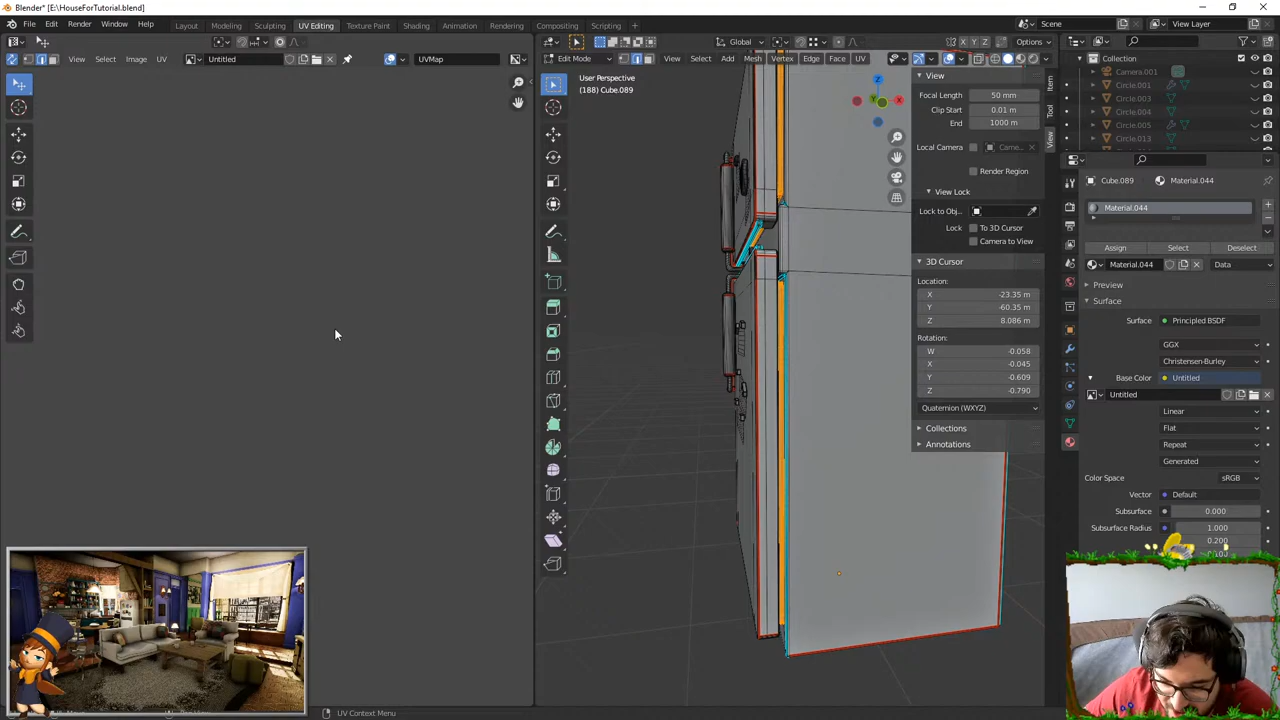 Blender* [E:\HouseForTutorial.blend]
File Edit Render Window Help Layout Modeling Sculpting UV Editing Texture Paint Shading Animation Rendering Compositing Scripting + Scene View Layer
Global Options
View Select Image UV Untitled UVMap
Edit Mode View Select Add Mesh Vertex Edge Face UV
User Perspective
(188) Cube.089
X Y Z
View
Focal Length 50 mm
Clip Start 0.01 m
End 1000 m
Local Camera Came...
Render Region
View Lock
Lock to Obj...
Lock To 3D Cursor
Camera to View
3D Cursor
Location:
X -23.35 m
Y -60.35 m
Z 8.086 m
Rotation:
W -0.058
X -0.045
Y -0.609
Z -0.790
Quaternion (WXYZ)
Collections
Annotations
Item
Tool
View
Collection
Camera.001
Circle.001
Circle.003
Circle.004
Circle.005
Circle.013
Cube.089 Material.044
Material.044
Assign Select Deselect
Material.044 Data
Preview
Surface
Surface Principled BSDF
GGX
Christensen-Burley
Base Color Untitled
Untitled
Linear
Flat
Repeat
Generated
Color Space sRGB
Vector Default
Subsurface 0.000
Subsurface Radius 1.000
0.200
UV Context Menu